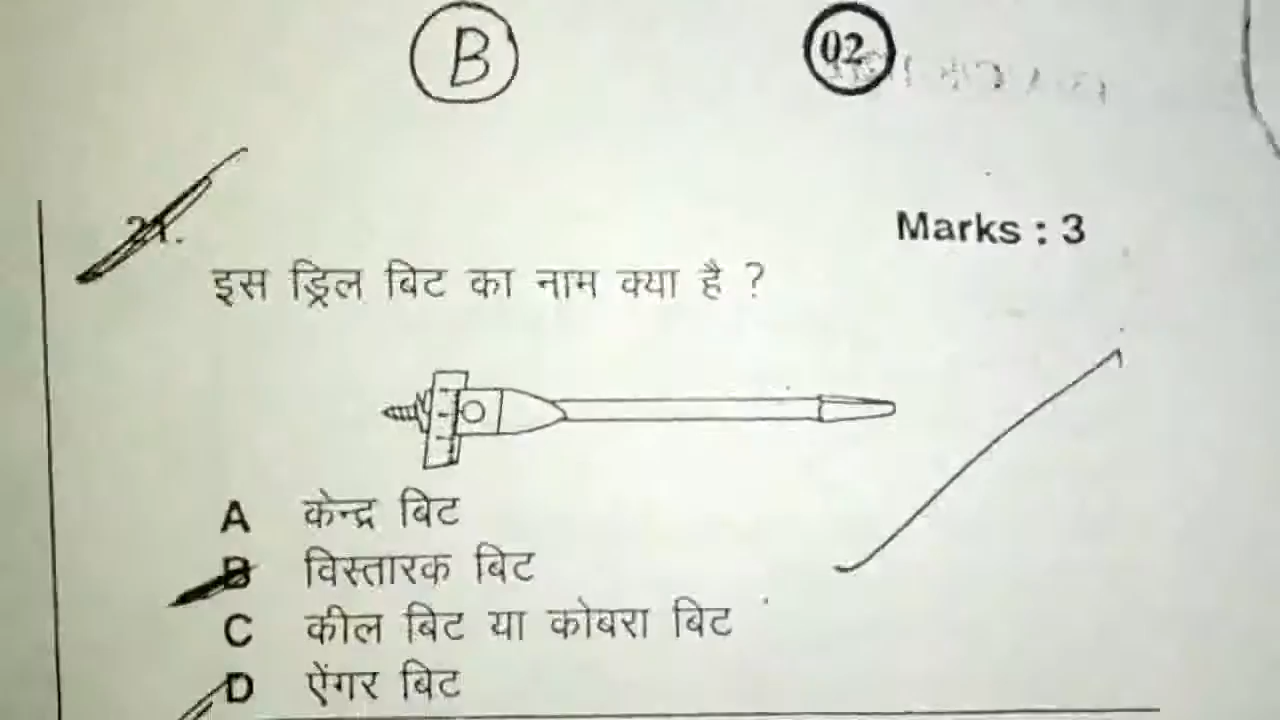 B
02
21.
Marks : 3
इस ड्रिल बिट का नाम क्या है ?
A केन्द्र बिट
B विस्तारक बिट
C कील बिट या कोबरा बिट
D ऐंगर बिट